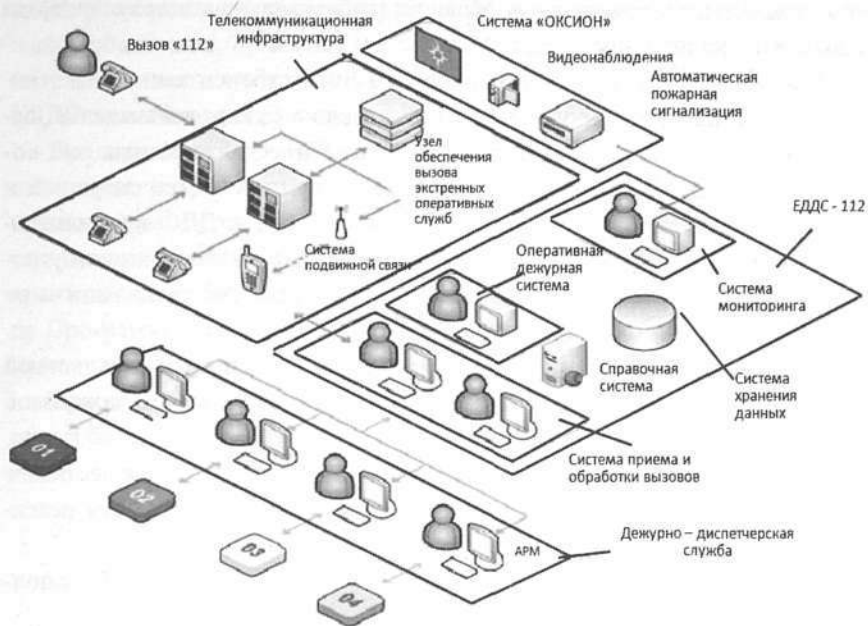 Телекоммуникационная
инфраструктура
Система «ОКСИОН»
Вызов «112»
Видеонаблюдения
Автоматическая
пожарная
сигнализация
Узел
обеспечения
вызова
экстренных
оперативных
служб
ЕДДС - 112
Система
подвижной связи
Оперативная
дежурная
система
Система
мониторинга
Справочная
система
Система
хранения
данных
Система приема и
обработки вызовов
01
02
03
04
АРМ
Дежурно – диспетчерская
служба